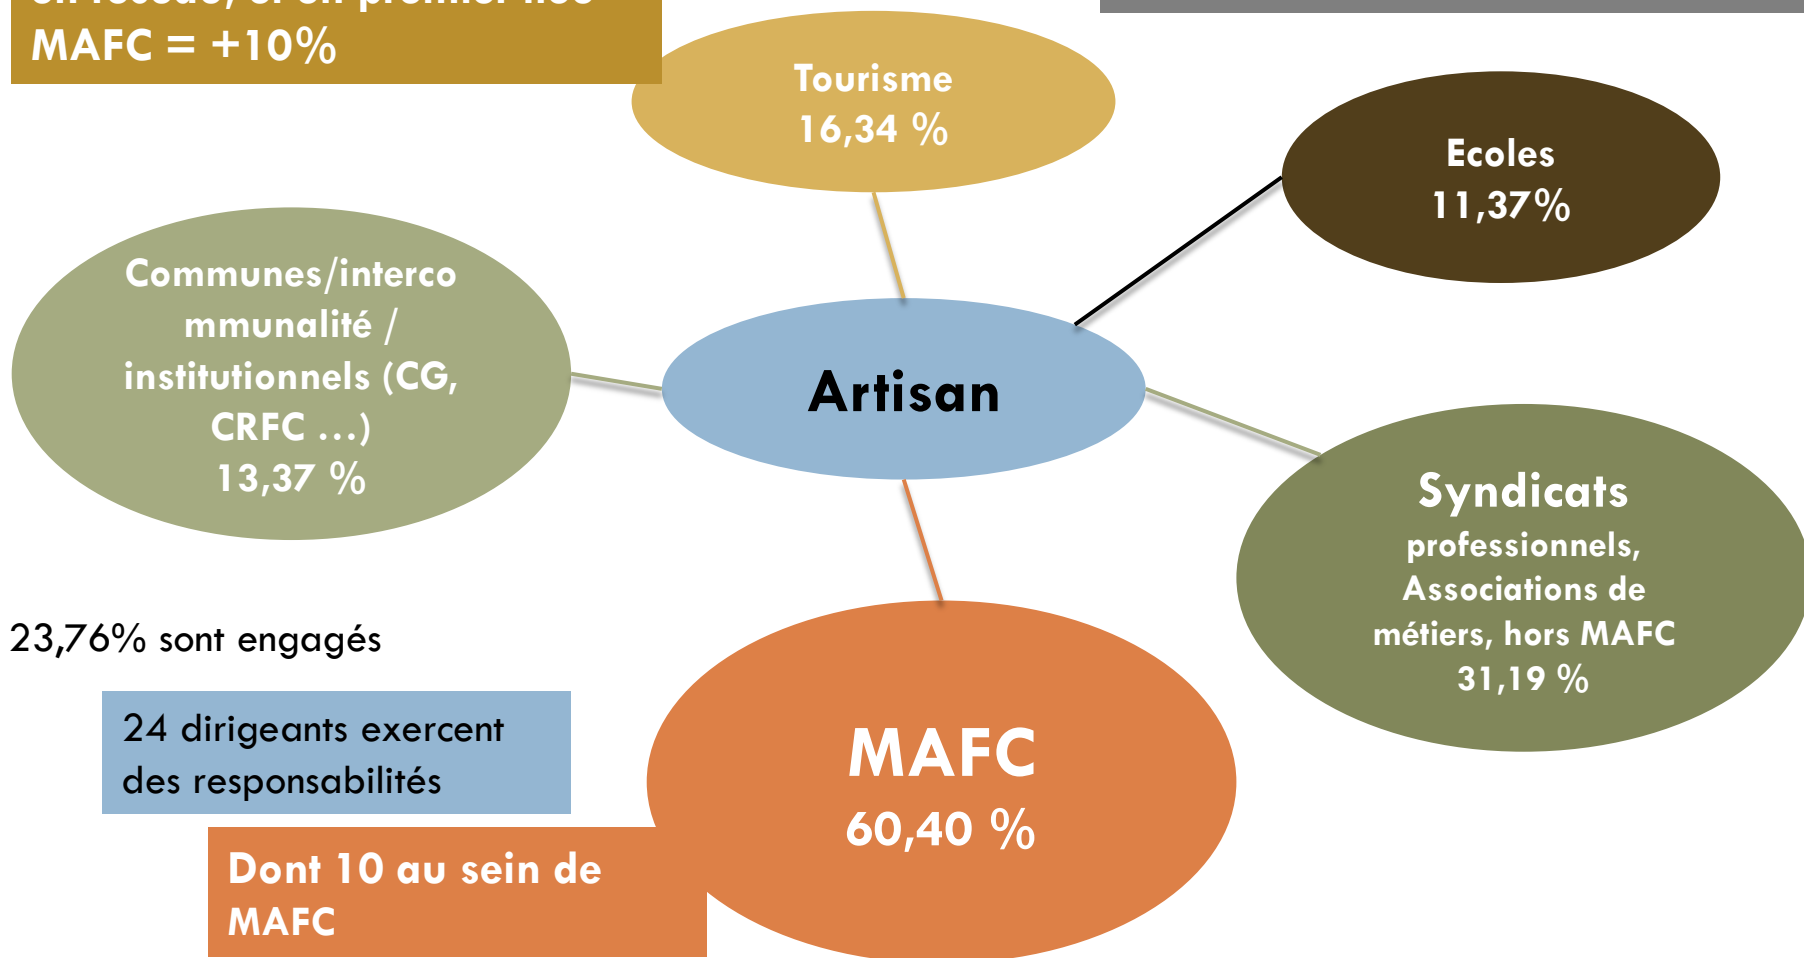 MAFC = +10%
Tourisme
16,34 %
Ecoles
11,37%
Communes/interco
mmunalité /
institutionnels (CG,
CRFC ...)
13,37 %
Artisan
Syndicats
professionnels,
Associations de
métiers, hors MAFC
31,19 %
23,76% sont engagés
24 dirigeants exercent
des responsabilités
MAFC
60,40 %
Dont 10 au sein de
MAFC